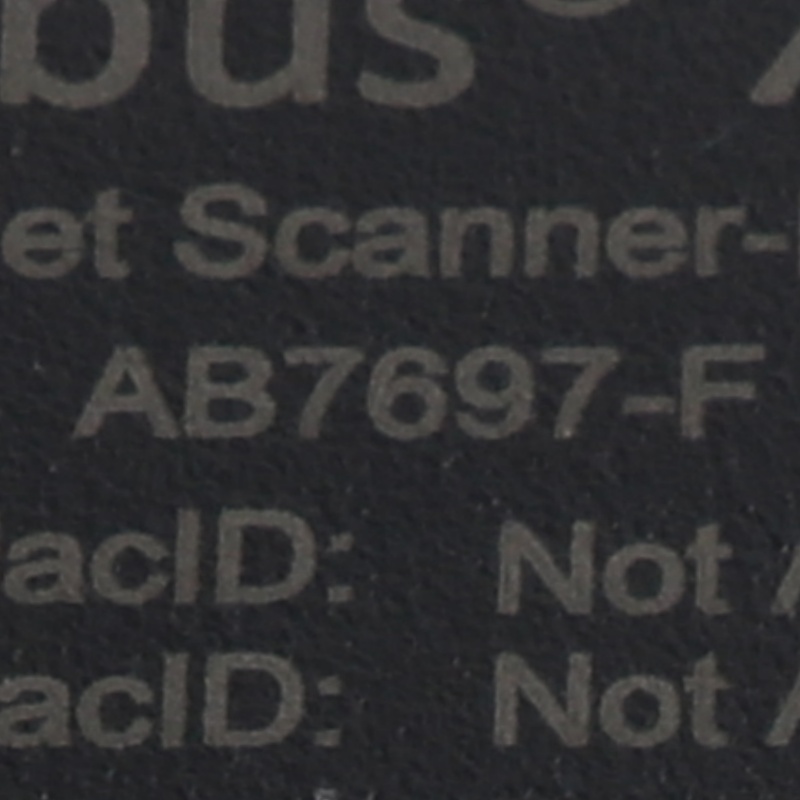 bus®
et Scanner-
AB7697-F
acID: Not A
acID: Not A